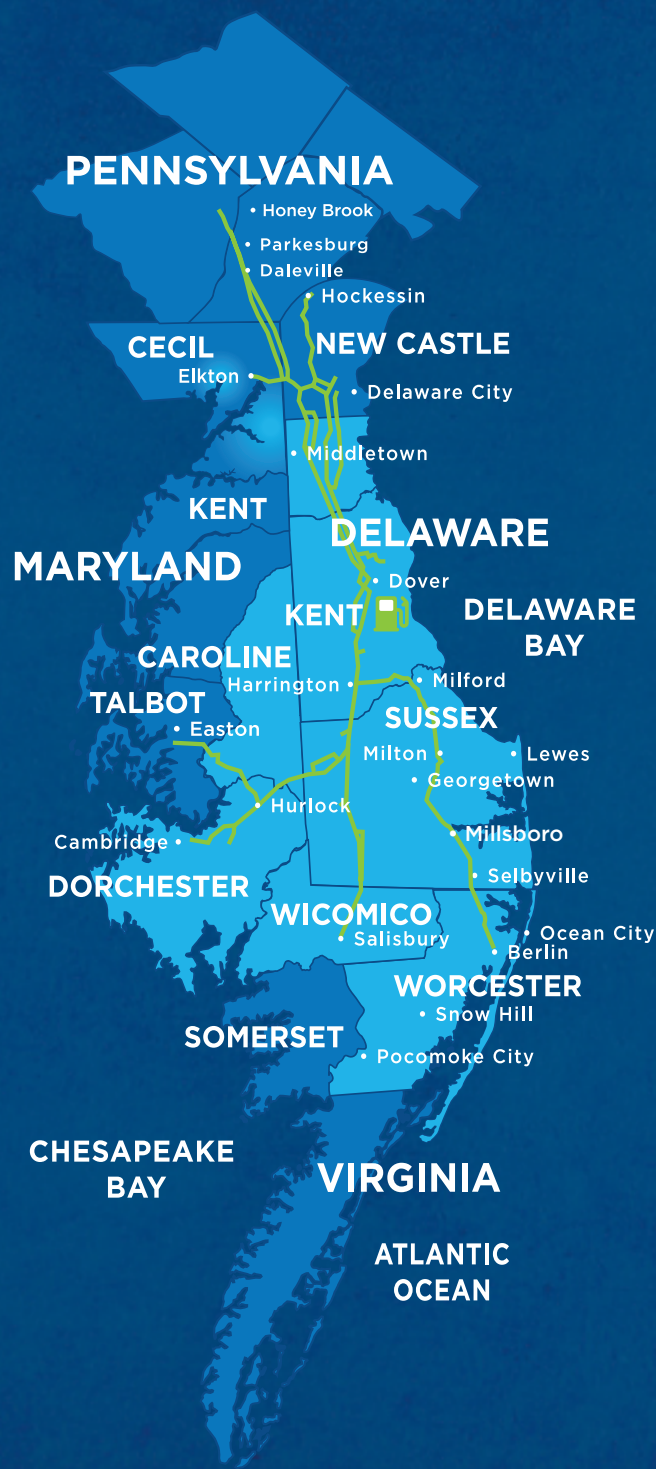 PENNSYLVANIA
Honey Brook
Parkesburg
Daleville
Hockessin
CECIL
NEW CASTLE
Elkton
Delaware City
Middletown
KENT
DELAWARE
MARYLAND
Dover
KENT
DELAWARE
BAY
CAROLINE
Harrington
Milford
TALBOT
SUSSEX
Easton
Milton
Lewes
Georgetown
Hurlock
Millsboro
Cambridge
Selbyville
DORCHESTER
WICOMICO
Salisbury
Ocean City
Berlin
WORCESTER
Snow Hill
SOMERSET
Pocomoke City
CHESAPEAKE
BAY
VIRGINIA
ATLANTIC
OCEAN